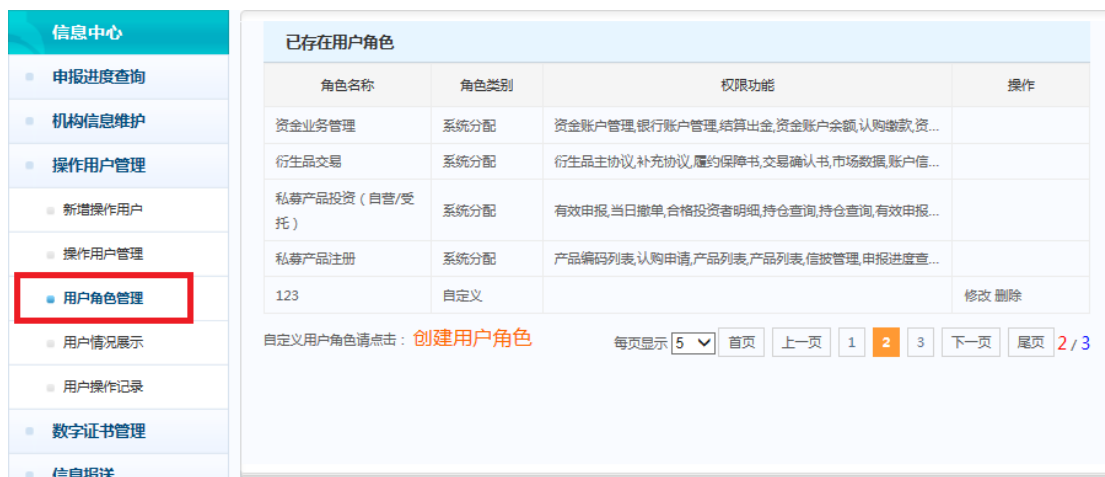 信息中心
申报进度查询
机构信息维护
操作用户管理
新增操作用户
操作用户管理
用户角色管理
用户情况展示
用户操作记录
数字证书管理
信息报送
已存在用户角色
角色名称 角色类别 权限功能 操作
资金业务管理 系统分配 资金账户管理,银行账户管理,结算出金,资金账户余额,认购缴款,资...
衍生品交易 系统分配 衍生品主协议,补充协议,履约保障书,交易确认书,市场数据,账户信...
私募产品投资（自营/受
托） 系统分配 有效申报,当日撤单,合格投资者明细,持仓查询,持仓查询,有效申报...
私募产品注册 系统分配 产品编码列表,认购申请,产品列表,产品列表,信披管理,申报进度查...
123 自定义 修改 删除
自定义用户角色请点击： 创建用户角色 每页显示 5 首页 上一页 1 2 3 下一页 尾页 2 / 3